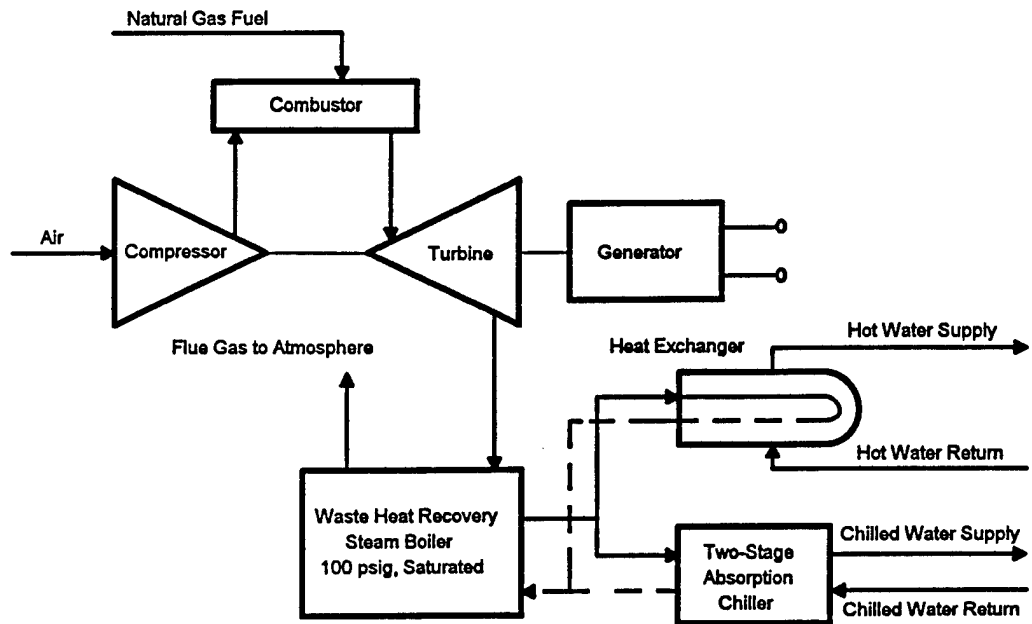 Natural Gas Fuel
Combustor
Air
Compressor
Turbine
Generator
Flue Gas to Atmosphere
Heat Exchanger
Hot Water Supply
Hot Water Return
Waste Heat Recovery
Steam Boiler
100 psig, Saturated
Two-Stage
Absorption
Chiller
Chilled Water Supply
Chilled Water Return